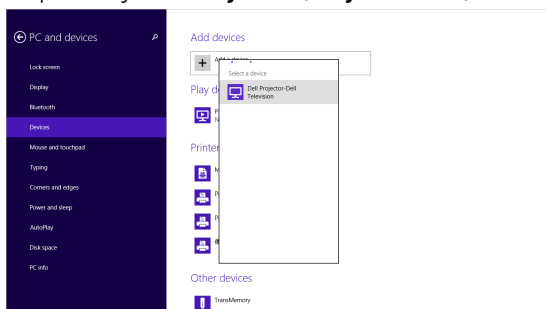 PC and devices
Lock screen
Display
Bluetooth
Devices
Mouse and touchpad
Typing
Corners and edges
Power and sleep
AutoPlay
Disk space
PC info
Add devices
Select a device
Dell Projector-Dell
Television
Play d
Printer
Other devices
TransMemory